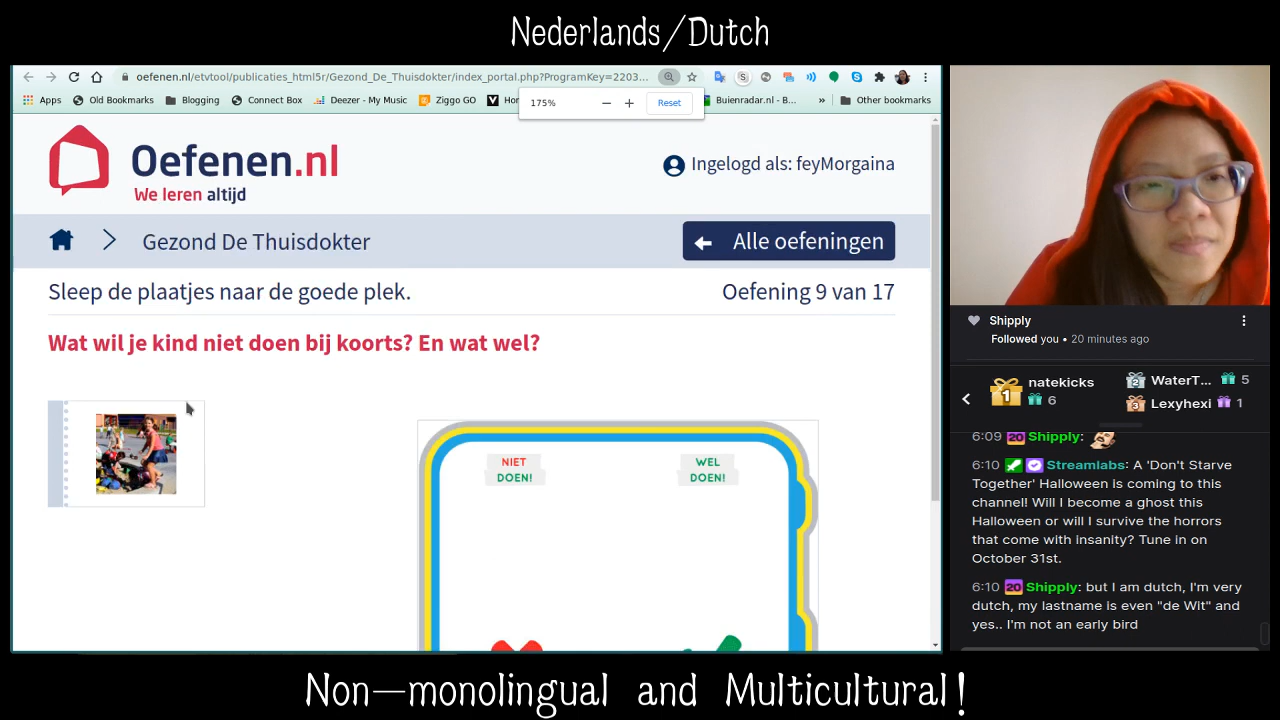 Nederlands/Dutch
oefenen.nl/etvtool/publicaties_html5r/Gezond_De_Thuisdokter/index_portal.php?ProgramKey=2203...
Apps
Old Bookmarks
Blogging
Connect Box
Deezer - My Music
Ziggo GO
Hor
Buienradar.nl - B...
»
Other bookmarks
175%
Reset
Oefenen.nl
We leren altijd
Ingelogd als: feyMorgaina
Gezond De Thuisdokter
Alle oefeningen
Sleep de plaatjes naar de goede plek.
Oefening 9 van 17
Wat wil je kind niet doen bij koorts? En wat wel?
NIET
DOEN!
WEL
DOEN!
Shipply
Followed you • 20 minutes ago
1
natekicks
6
2 WaterT... 5
3 Lexyhexi 1
6:09 20 Shipply:
6:10 Streamlabs: A 'Don't Starve
Together' Halloween is coming to this
channel! Will I become a ghost this
Halloween or will I survive the horrors
that come with insanity? Tune in on
October 31st.
6:10 20 Shipply: but I am dutch, I'm very
dutch, my lastname is even "de Wit" and
yes.. I'm not an early bird
Non-monolingual and Multicultural!